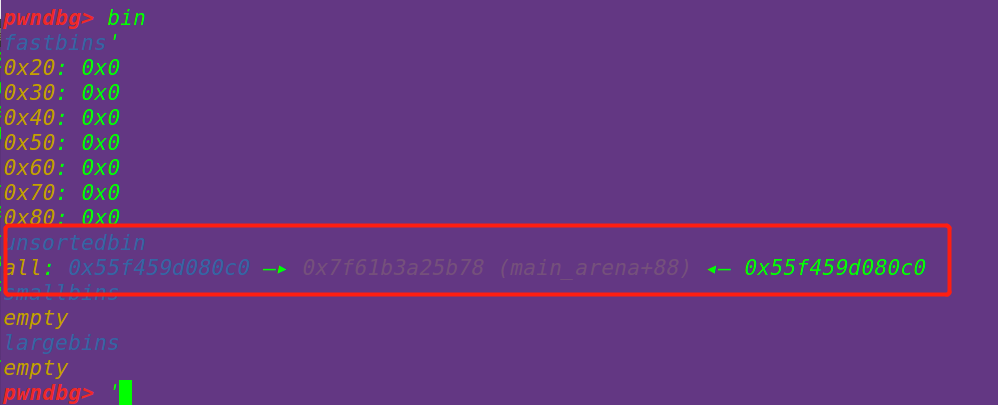 pwndbg> bin
fastbins'
0x20: 0x0
0x30: 0x0
0x40: 0x0
0x50: 0x0
0x60: 0x0
0x70: 0x0
0x80: 0x0
unsortedbin
all: 0x55f459d080c0 —▸ 0x7f61b3a25b78 (main_arena+88) ◂— 0x55f459d080c0
smallbins
empty
largebins
empty
pwndbg> '